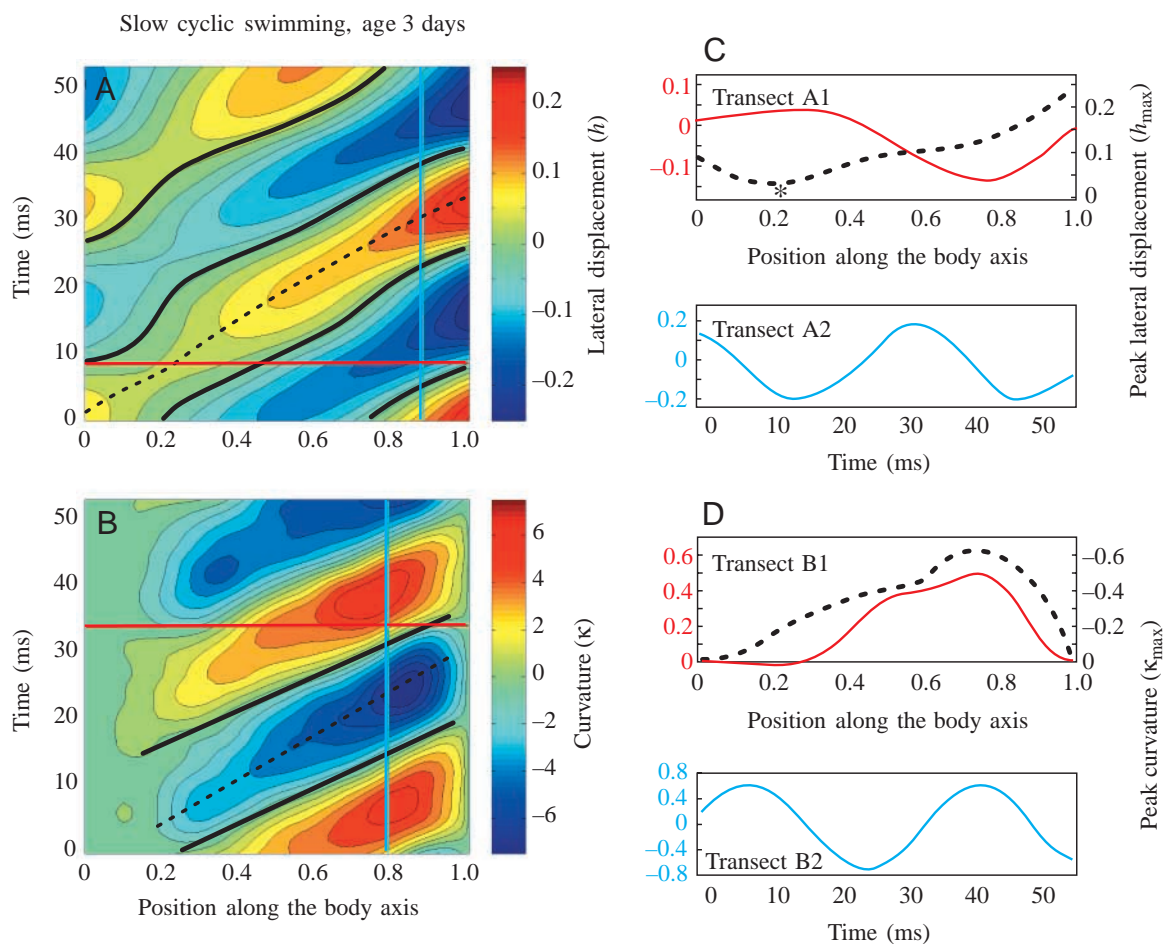 Slow cyclic swimming, age 3 days
A
50
40
30
20
10
0
Time (ms)
0 0.2 0.4 0.6 0.8 1.0
0.2
0.1
0
–0.1
–0.2
Lateral displacement (h)
B
50
40
30
20
10
0
Time (ms)
0 0.2 0.4 0.6 0.8 1.0
Position along the body axis
6
4
2
0
–2
–4
–6
Curvature (κ)
C
Transect A1
0.1
0
–0.1
0.2
0.1
0
*
0 0.2 0.4 0.6 0.8 1.0
Position along the body axis
Peak lateral displacement (hmax)
Transect A2
0.2
0
–0.2
0 10 20 30 40 50
Time (ms)
D
Transect B1
0.6
0.4
0.2
0
–0.6
–0.4
–0.2
0
0 0.2 0.4 0.6 0.8 1.0
Position along the body axis
Peak curvature (κmax)
0.8
0.4
0
–0.4
–0.8
Transect B2
0 10 20 30 40 50
Time (ms)